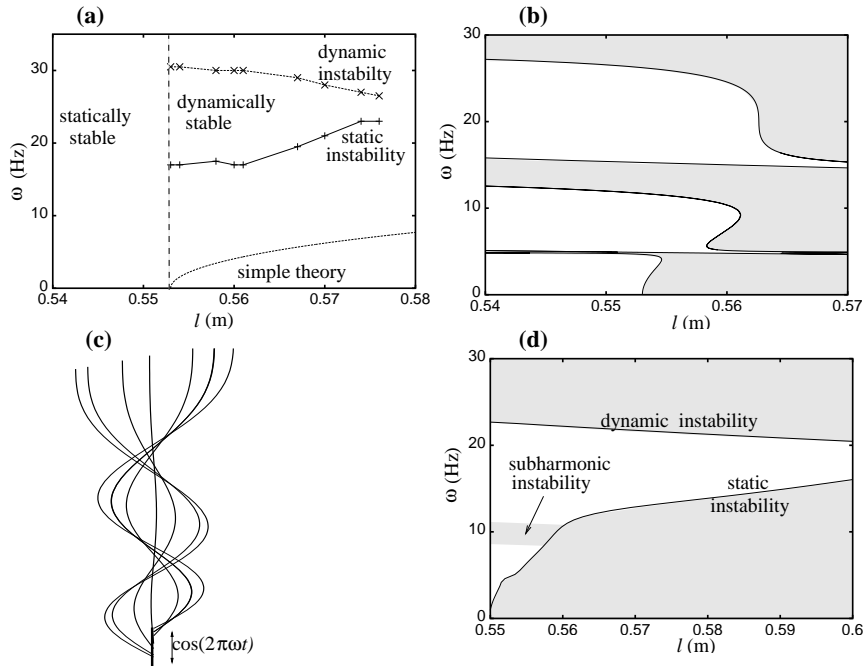 (a)
30
20
10
0
ω (Hz)
statically
stable
dynamically
stable
dynamic
instabilty
static
instability
simple theory
0.54
0.55
0.56
0.57
0.58
l (m)
(b)
30
20
10
0
ω (Hz)
0.54
0.55
0.56
0.57
l (m)
(c)
cos(2πωt)
(d)
30
20
10
0
ω (Hz)
dynamic instability
subharmonic
instability
static
instability
0.55
0.56
0.57
0.58
0.59
0.6
l (m)